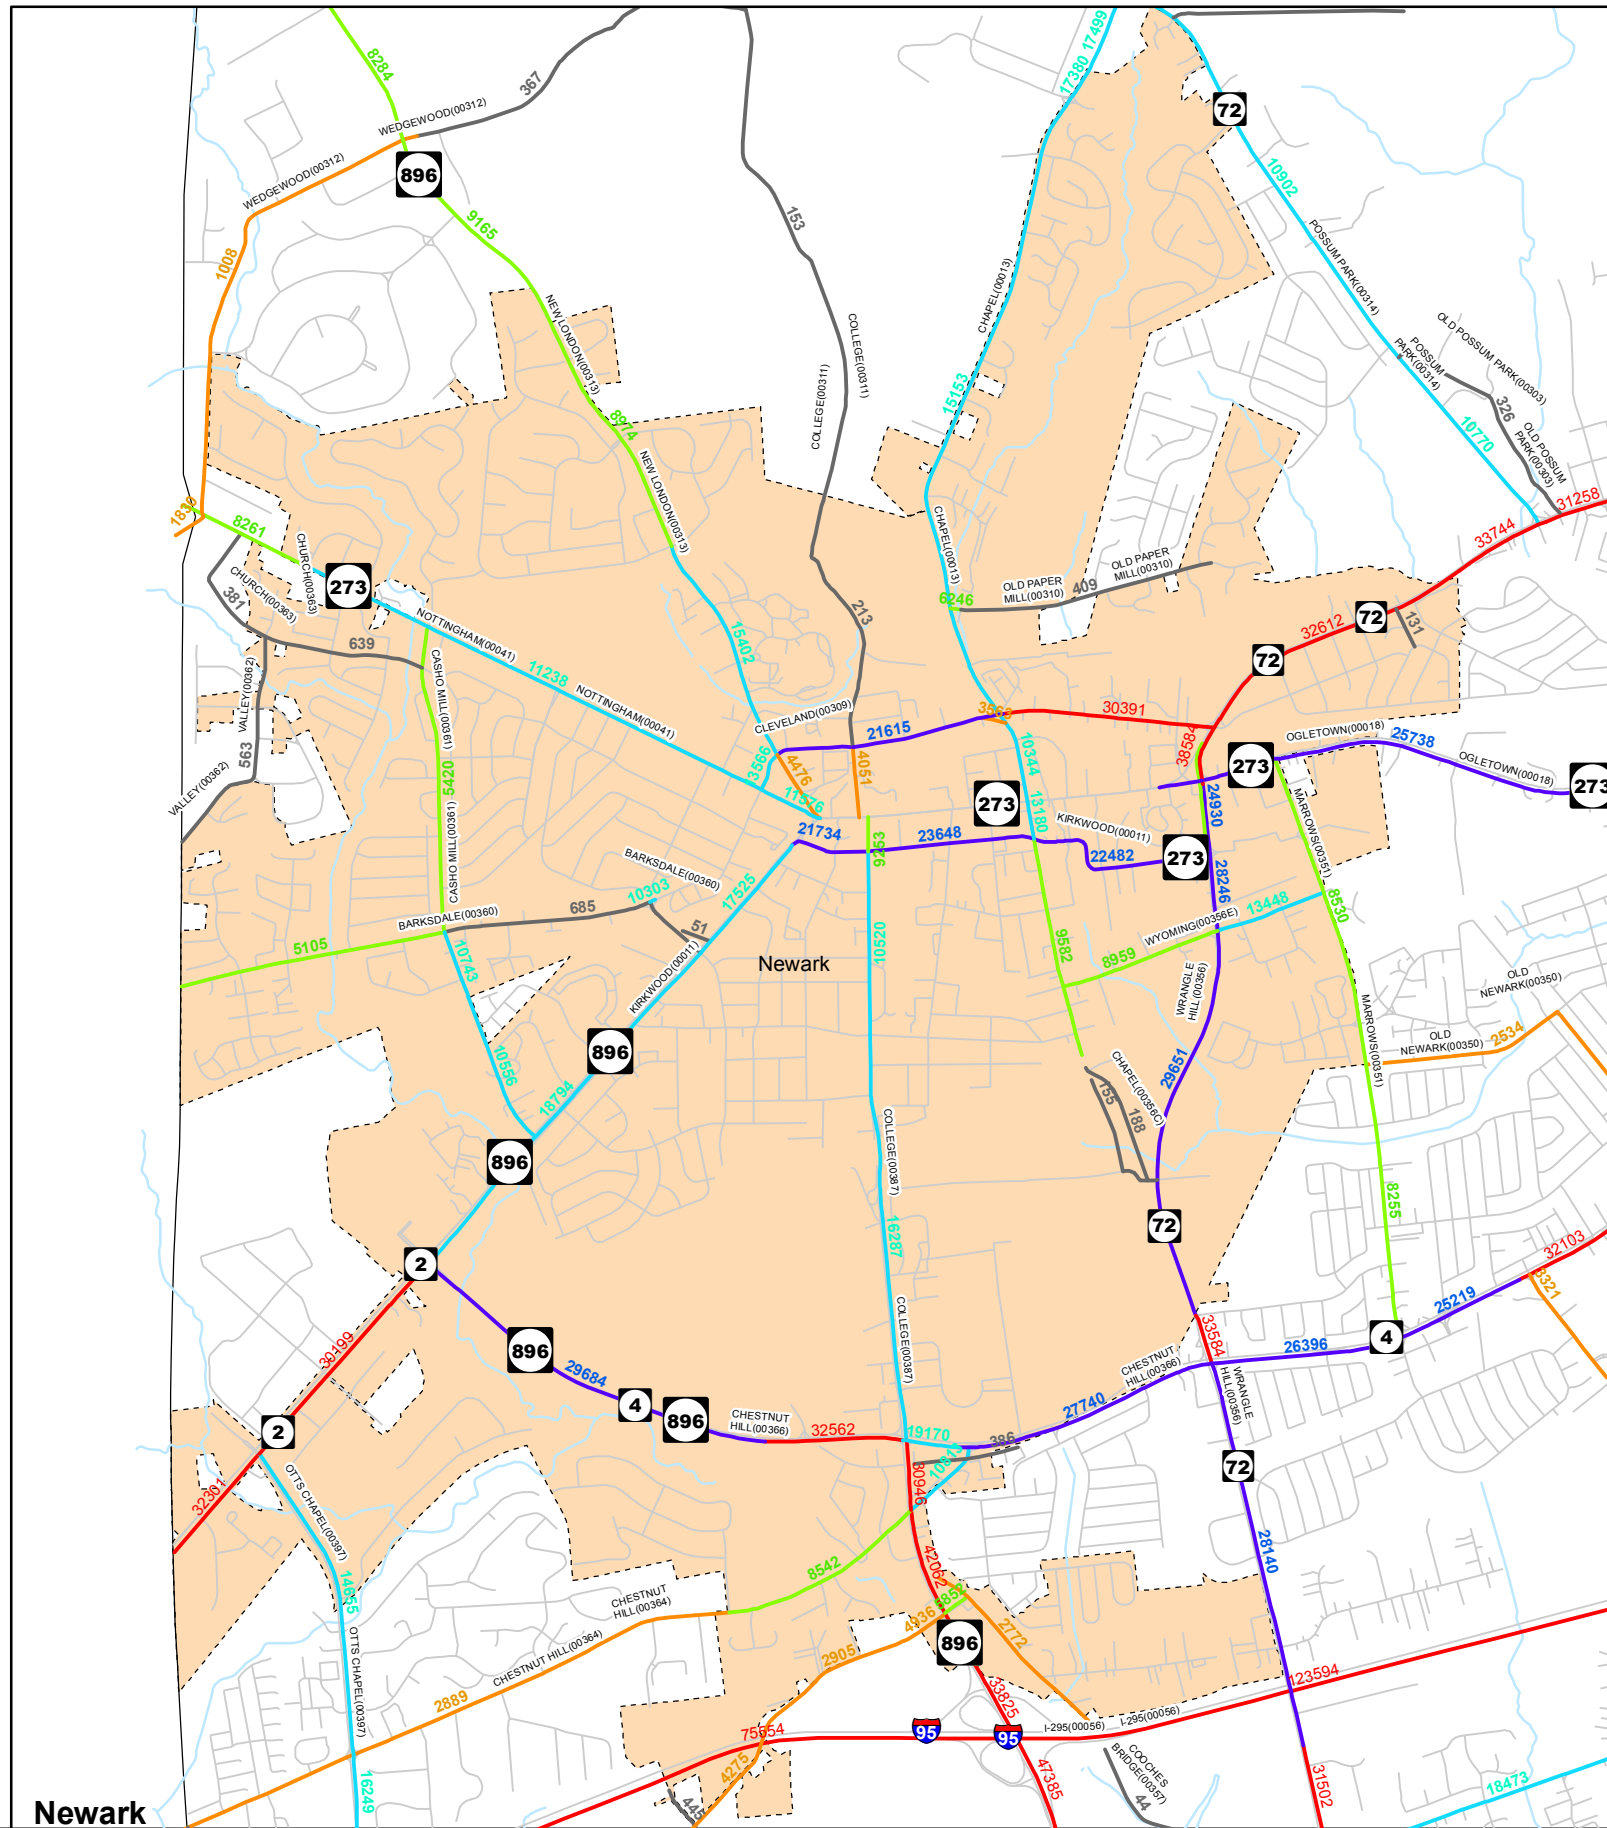 17499
17380
8284
367
WEDGEWOOD(00312)
72
896
WEDGEWOOD(00312)
10902
153
9165
1008
POSSUM PARK(00314)
CHAPEL(00013)
NEW LONDON(00313)
COLLEGE(00311)
OLD POSSUM PARK(00303)
POSSUM
PARK(00314)
15153
COLLEGE(00311)
326
8974
10770
OLD POSSUM
PARK(00303)
NEW LONDON(00313)
1830
8261
31258
33744
CHURCH(00363)
CHAPEL(00013)
273
CHURCH(00363)
381
OLD PAPER
MILL(00310)
409
OLD PAPER
MILL(00310)
6246
213
72
131
32612
NOTTINGHAM(00041)
639
15402
72
11238
CASHO MILL(00361)
VALLEY(00362)
NOTTINGHAM(00041)
CLEVELAND(00309)
21615
3563
30391
OGLETOWN(00018)
25738
38584
10344
563
3566
4476
4051
273
OGLETOWN(00018)
273
VALLEY(00362)
5420
11576
273
13180
24930
MARROWS(00351)
CASHO MILL(00361)
21734
9253
23648
KIRKWOOD(00011)
22482
273
BARKSDALE(00360)
10303
17525
28246
685
BARKSDALE(00360)
51
13448
8530
WYOMING(00356E)
5105
10743
10520
9582
8959
Newark
KIRKWOOD(00011)
WRANGLE
HILL(00356)
OLD
NEWARK(00350)
MARROWS(00351)
OLD
NEWARK(00350)
2534
896
10556
18794
29651
CHAPEL(00356C)
155
188
896
COLLEGE(00387)
8255
16287
72
32103
2
8321
25219
COLLEGE(00387)
30199
33584
26396
4
896
29684
CHESTNUT
HILL(00366)
WRANGLE
HILL(00356)
4
896
27740
CHESTNUT
HILL(00366)
32562
19170
386
2
72
30946
32301
OTTS CHAPEL(00397)
28140
42062
8542
14655
CHESTNUT
HILL(00364)
4936
2772
896
2905
OTTS CHAPEL(00397)
CHESTNUT HILL(00364)
2889
123594
33825
I-295(00056)
I-295(00056)
75554
95
95
4275
COOCHES
BRIDGE(00357)
47385
44
31502
18473
16249
445
Newark